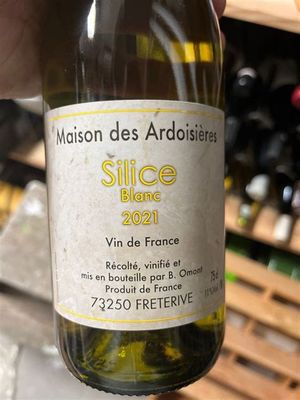 Maison des Ardoisières
Silice
Blanc
2021
Vin de France
Récolté, vinifié et
mis en bouteille par B. Omont
Produit de France
73250 FRETERIVE
75cl